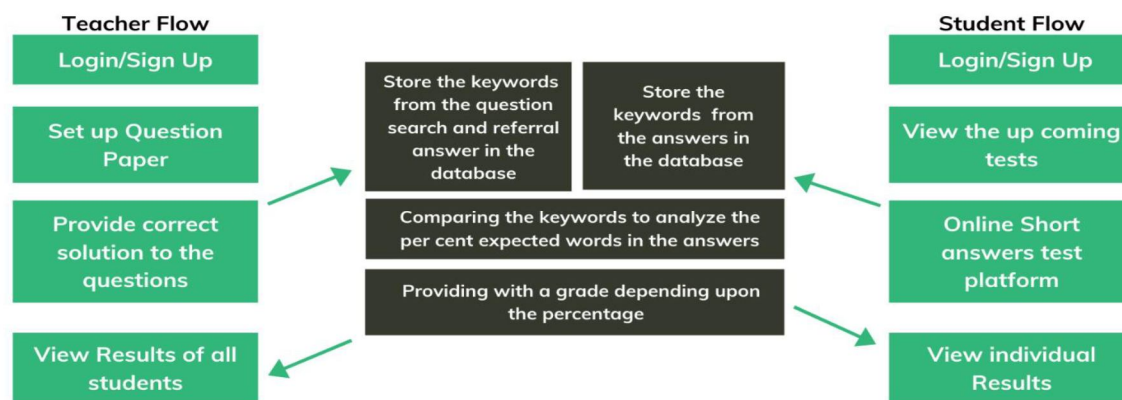 Teacher Flow
Login/Sign Up
Set up Question
Paper
Provide correct
solution to the
questions
View Results of all
students
Store the keywords
from the question
search and referral
answer in the
database
Store the
keywords from
the answers in
the database
Comparing the keywords to analyze the
per cent expected words in the answers
Providing with a grade depending upon
the percentage
Student Flow
Login/Sign Up
View the up coming
tests
Online Short
answers test
platform
View individual
Results